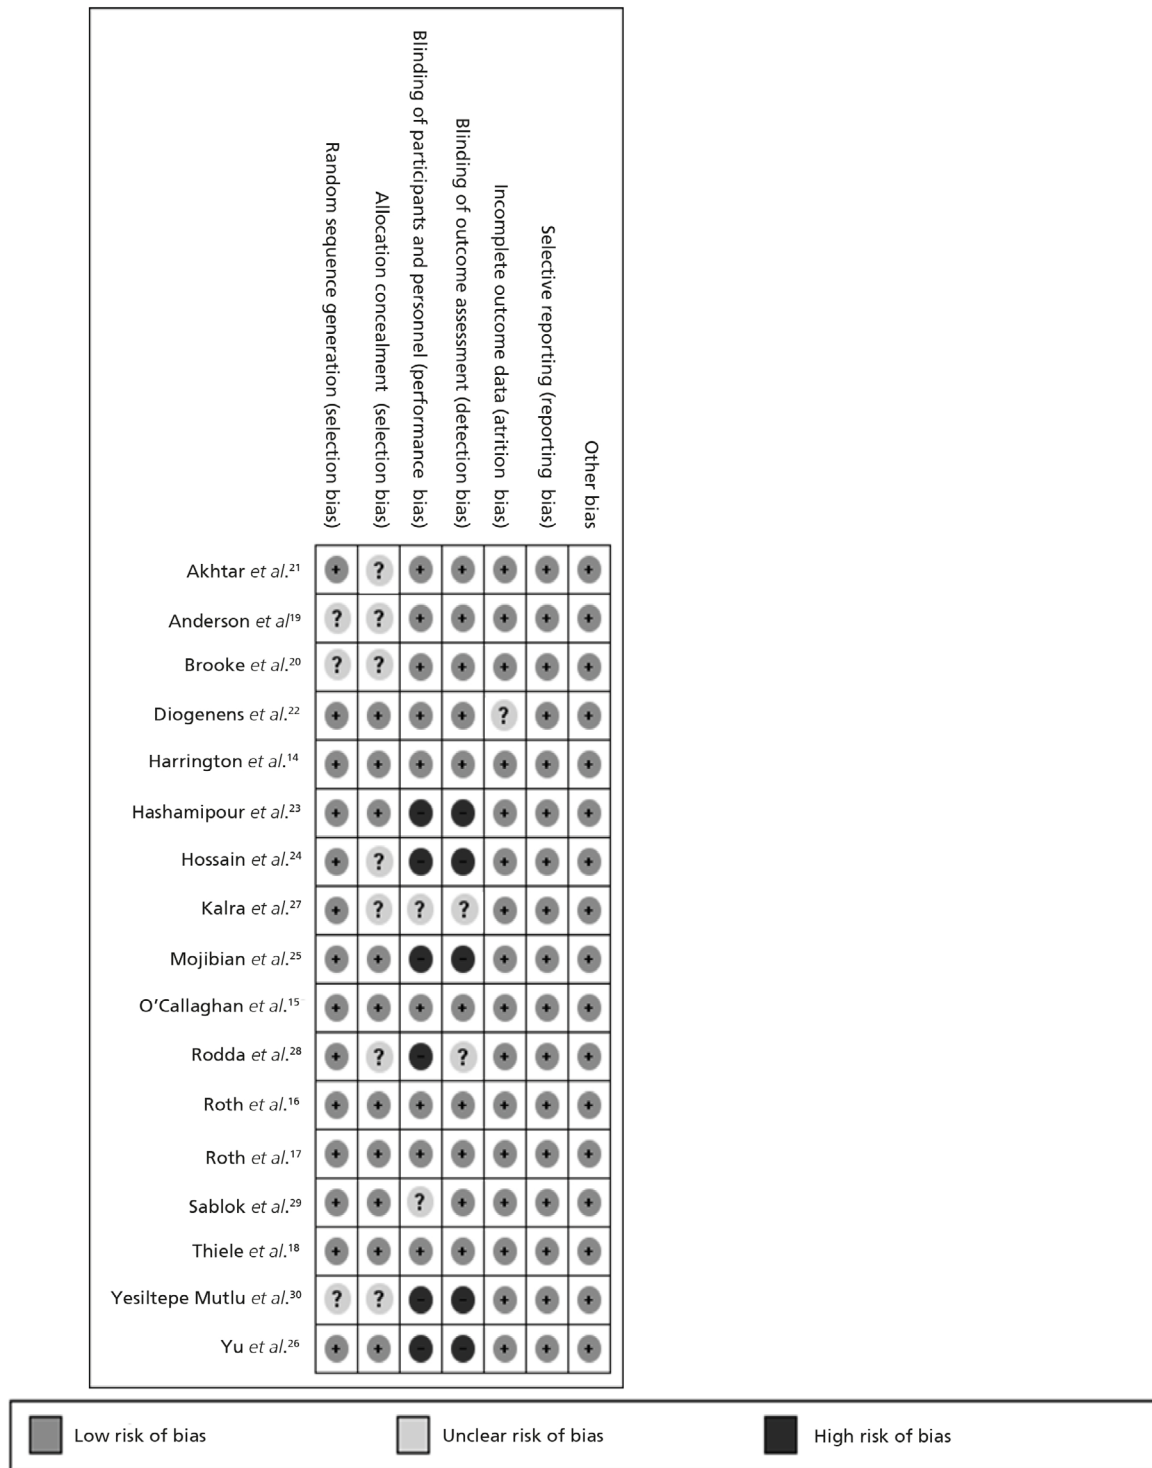 Random sequence generation (selection bias)
Allocation concealment (selection bias)
Blinding of participants and personnel (performance bias)
Blinding of outcome assessment (detection bias)
Incomplete outcome data (atrition bias)
Selective reporting (reporting bias)
Other bias
Akhtar et al.²¹ + ? + + + + +
Anderson et al¹⁹ ? ? + + + + +
Brooke et al.²⁰ ? ? + + + + +
Diogenens et al.²² + + + + ? + +
Harrington et al.¹⁴ + + + + + + +
Hashamipour et al.²³ + + - - + + +
Hossain et al.²⁴ + ? - - + + +
Kalra et al.²⁷ + ? ? ? + + +
Mojibian et al.²⁵ + + - - + + +
O’Callaghan et al.¹⁵ + + + + + + +
Rodda et al.²⁸ + ? - ? + + +
Roth et al.¹⁶ + + + + + + +
Roth et al.¹⁷ + + + + + + +
Sablok et al.²⁹ + + ? + + + +
Thiele et al.¹⁸ + + + + + + +
Yesiltepe Mutlu et al.³⁰ ? ? - - + + +
Yu et al.²⁶ + + - - + + +
Low risk of bias Unclear risk of bias High risk of bias